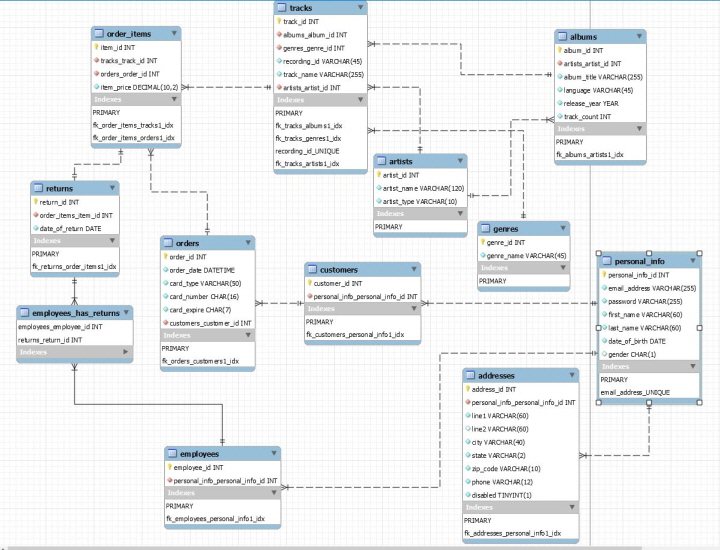 order_items
item_id INT
tracks_track_id INT
orders_order_id INT
item_price DECIMAL(10,2)
Indexes
PRIMARY
fk_order_items_tracks1_idx
fk_order_items_orders1_idx
tracks
track_id INT
albums_album_id INT
genres_genre_id INT
recording_id VARCHAR(45)
track_name VARCHAR(255)
artists_artist_id INT
Indexes
PRIMARY
fk_tracks_albums1_idx
fk_tracks_genres1_idx
recording_id_UNIQUE
fk_tracks_artists1_idx
albums
album_id INT
artists_artist_id INT
album_title VARCHAR(255)
language VARCHAR(45)
release_year YEAR
track_count INT
Indexes
PRIMARY
fk_albums_artists1_idx
artists
artist_id INT
artist_name VARCHAR(120)
artist_type VARCHAR(10)
Indexes
PRIMARY
returns
return_id INT
order_items_item_id INT
date_of_return DATE
Indexes
PRIMARY
fk_returns_order_items1_idx
genres
genre_id INT
genre_name VARCHAR(45)
Indexes
PRIMARY
orders
order_id INT
order_date DATETIME
card_type VARCHAR(50)
card_number CHAR(16)
card_expire CHAR(7)
customers_customer_id INT
Indexes
PRIMARY
fk_orders_customers1_idx
customers
customer_id INT
personal_info_personal_info_id INT
Indexes
PRIMARY
fk_customers_personal_info1_idx
personal_info
personal_info_id INT
email_address VARCHAR(255)
password VARCHAR(255)
first_name VARCHAR(60)
last_name VARCHAR(60)
date_of_birth DATE
gender CHAR(1)
Indexes
PRIMARY
email_address_UNIQUE
employees_has_returns
employees_employee_id INT
returns_return_id INT
Indexes
addresses
address_id INT
personal_info_personal_info_id INT
line1 VARCHAR(60)
line2 VARCHAR(60)
city VARCHAR(40)
state VARCHAR(2)
zip_code VARCHAR(10)
phone VARCHAR(12)
disabled TINYINT(1)
Indexes
PRIMARY
fk_addresses_personal_info1_idx
employees
employee_id INT
personal_info_personal_info_id INT
Indexes
PRIMARY
fk_employees_personal_info1_idx